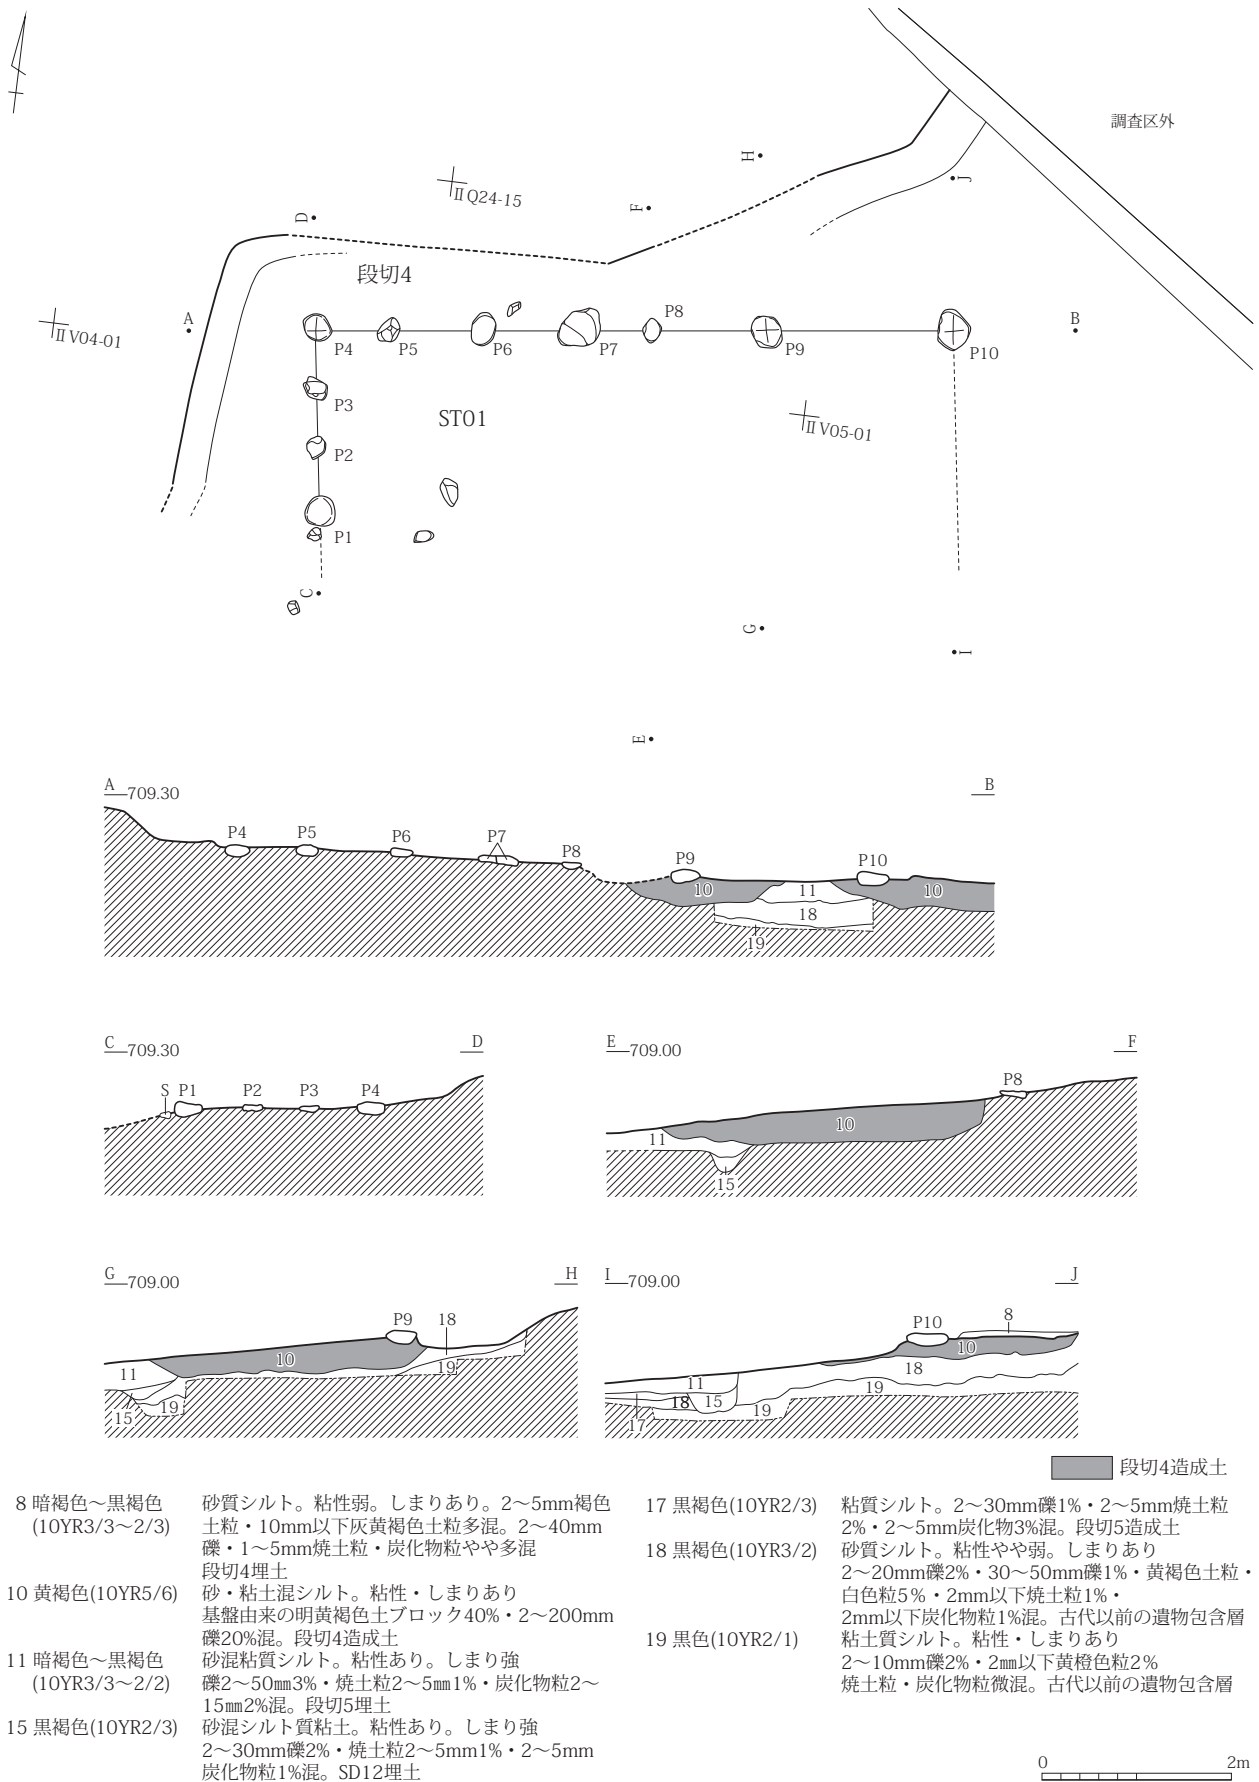 調査区外
H
J
ⅡQ24-15
F
D
段切4
A
ⅡV04-01
P8
B
P4
P5
P6
P7
P9
P10
P3
ST01
ⅡV05-01
P2
P1
C
G
I
E
A
709.30
B
P4
P5
P6
P7
P8
P9
P10
10
11
10
18
19
C
709.30
D
S
P1
P2
P3
P4
E
709.00
F
P8
10
11
15
G
709.00
H
P9
18
10
11
19
15
19
I
709.00
J
P10
8
10
18
11
19
18
15
19
17
段切4造成土
8 暗褐色～黒褐色 砂質シルト。粘性弱。しまりあり。2～5mm褐色
(10YR3/3～2/3) 土粒・10mm以下灰黄褐色土粒多混。2～40mm
礫・1～5mm焼土粒・炭化物粒やや多混
段切4埋土
10 黄褐色(10YR5/6) 砂・粘土混シルト。粘性・しまりあり
基盤由来の明黄褐色土ブロック40%・2～200mm
礫20%混。段切4造成土
11 暗褐色～黒褐色 砂混粘質シルト。粘性あり。しまり強
(10YR3/3～2/2) 礫2～50㎜3%・焼土粒2～5㎜1%・炭化物粒2～
15㎜2%混。段切5埋土
15 黒褐色(10YR2/3) 砂混シルト質粘土。粘性あり。しまり強
2～30mm礫2%・焼土粒2～5mm1%・2～5mm
炭化物粒1%混。SD12埋土
17 黒褐色(10YR2/3) 粘質シルト。2～30mm礫1%・2～5mm焼土粒
2%・2～5mm炭化物3%混。段切5造成土
18 黒褐色(10YR3/2) 砂質シルト。粘性やや弱。しまりあり
2～20mm礫2%・30～50mm礫1%・黄褐色土粒・
白色粒5%・2mm以下焼土粒1%・
2mm以下炭化物粒1%混。古代以前の遺物包含層
19 黒色(10YR2/1) 粘土質シルト。粘性・しまりあり
2～10mm礫2%・2㎜以下黄橙色粒2%
焼土粒・炭化物粒微混。古代以前の遺物包含層
0 2m